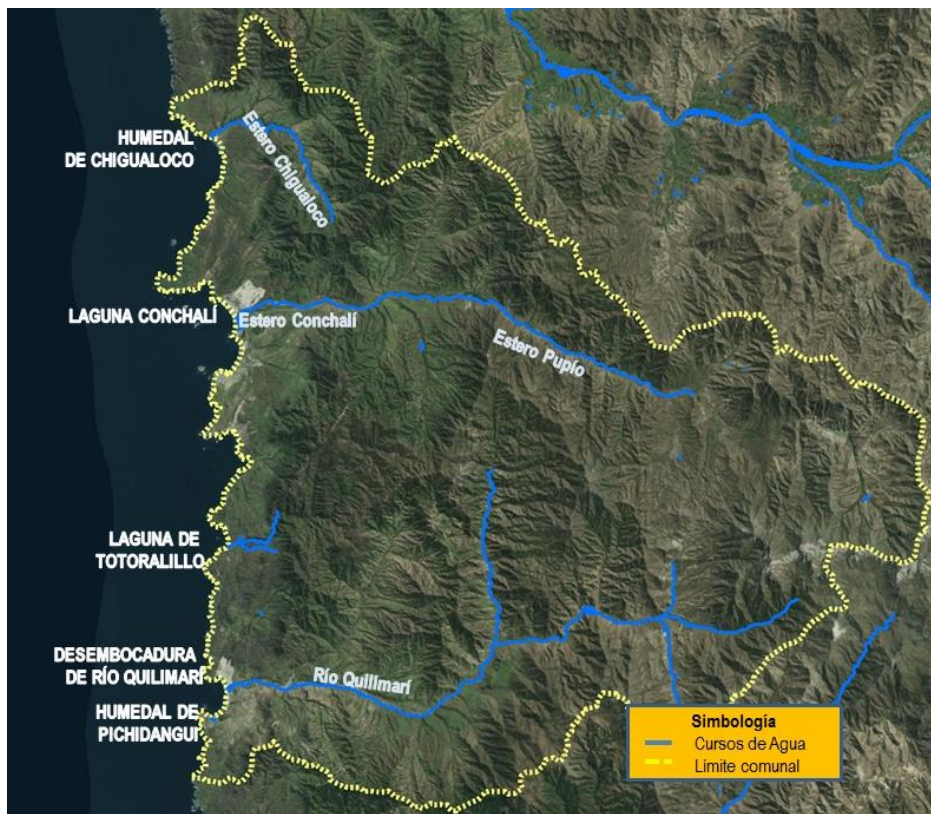 HUMEDAL
DE CHIGUALOCO
Estero Chigualoco
LAGUNA CONCHALÍ
Estero Conchalí
Estero Pupío
LAGUNA DE
TOTORALILLO
DESEMBOCADURA
DE RÍO QUILIMARÍ
Río Quilimarí
HUMEDAL DE
PICHIDANGUI
Simbología
Cursos de Agua
Limite comunal